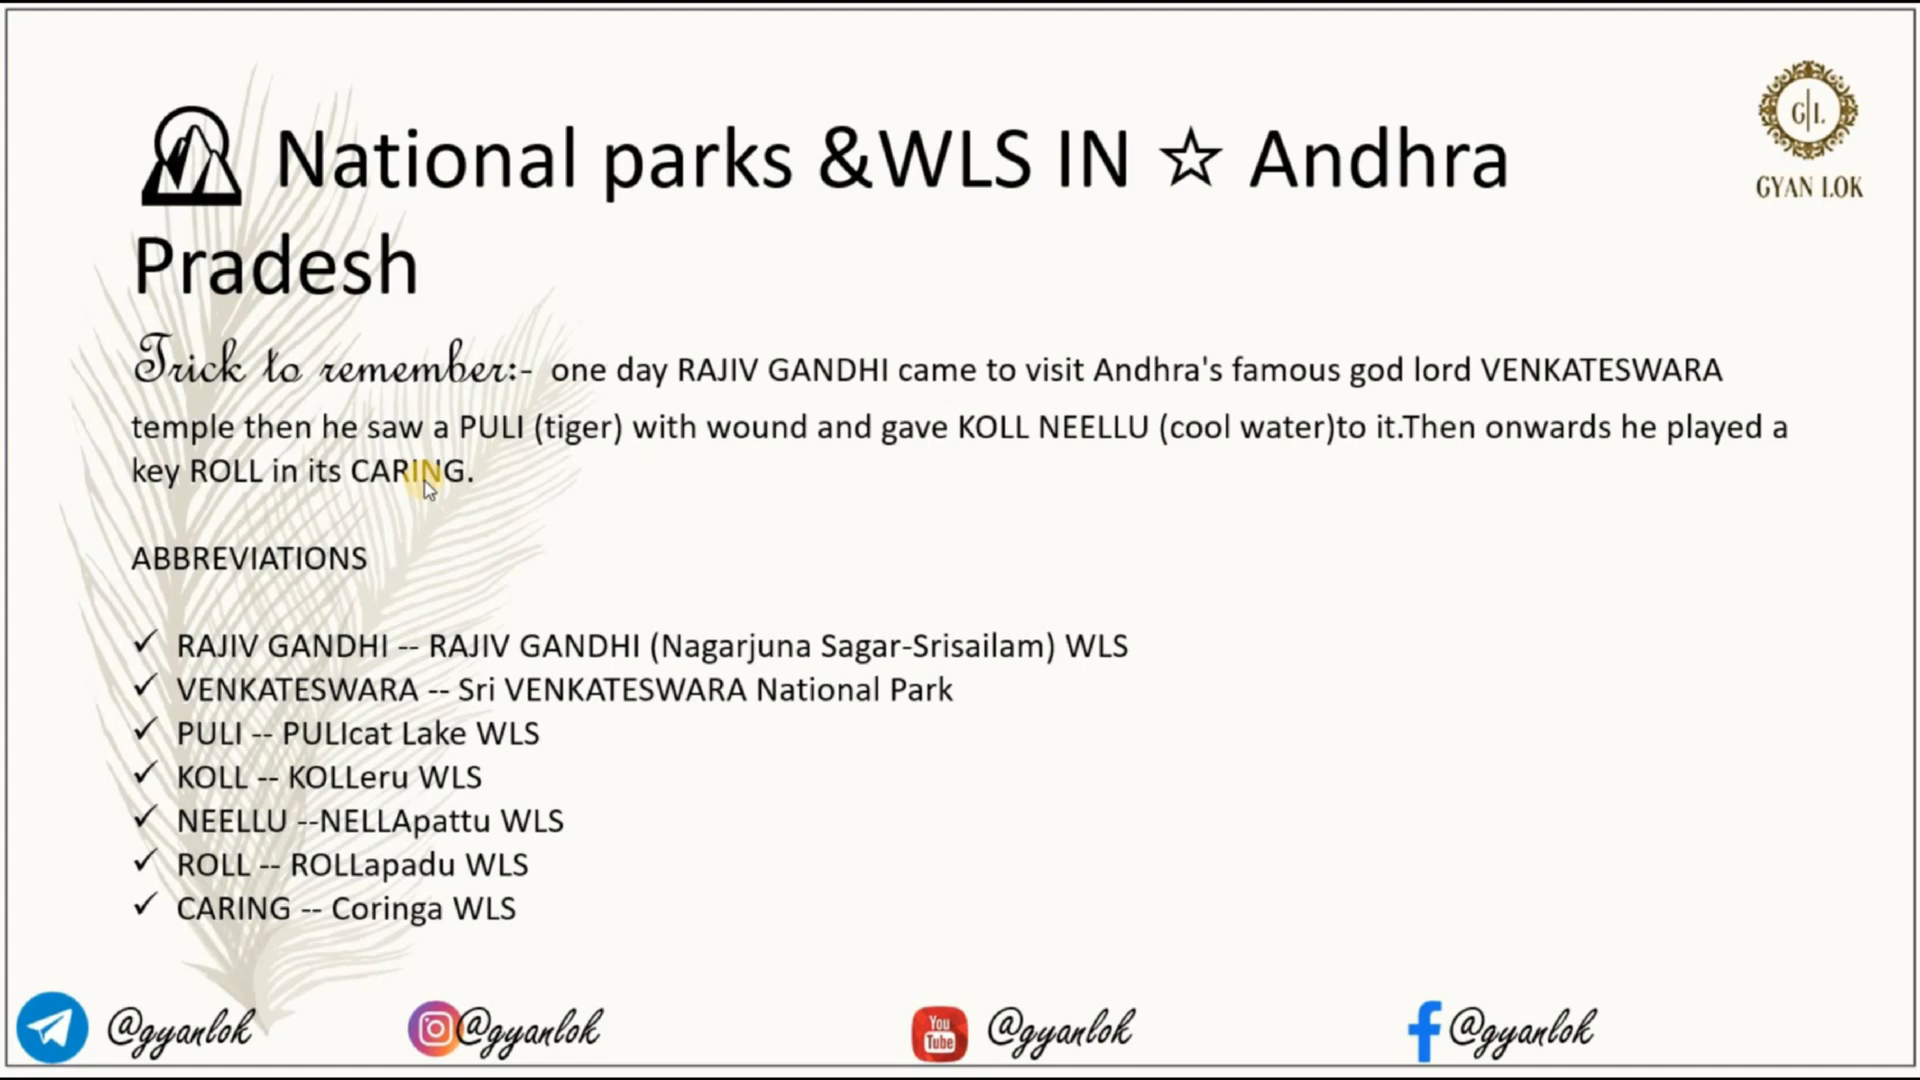 National parks &WLS IN ☆ Andhra
Pradesh
G|L
GYAN LOK
Trick to remember:- one day RAJIV GANDHI came to visit Andhra's famous god lord VENKATESWARA
temple then he saw a PULI (tiger) with wound and gave KOLL NEELLU (cool water)to it.Then onwards he played a
key ROLL in its CARING.
ABBREVIATIONS
✓ RAJIV GANDHI -- RAJIV GANDHI (Nagarjuna Sagar-Srisailam) WLS
✓ VENKATESWARA -- Sri VENKATESWARA National Park
✓ PULI -- PULIcat Lake WLS
✓ KOLL -- KOLLeru WLS
✓ NEELLU --NELLApattu WLS
✓ ROLL -- ROLLapadu WLS
✓ CARING -- Coringa WLS
@gyanlok
@gyanlok
You Tube
@gyanlok
@gyanlok